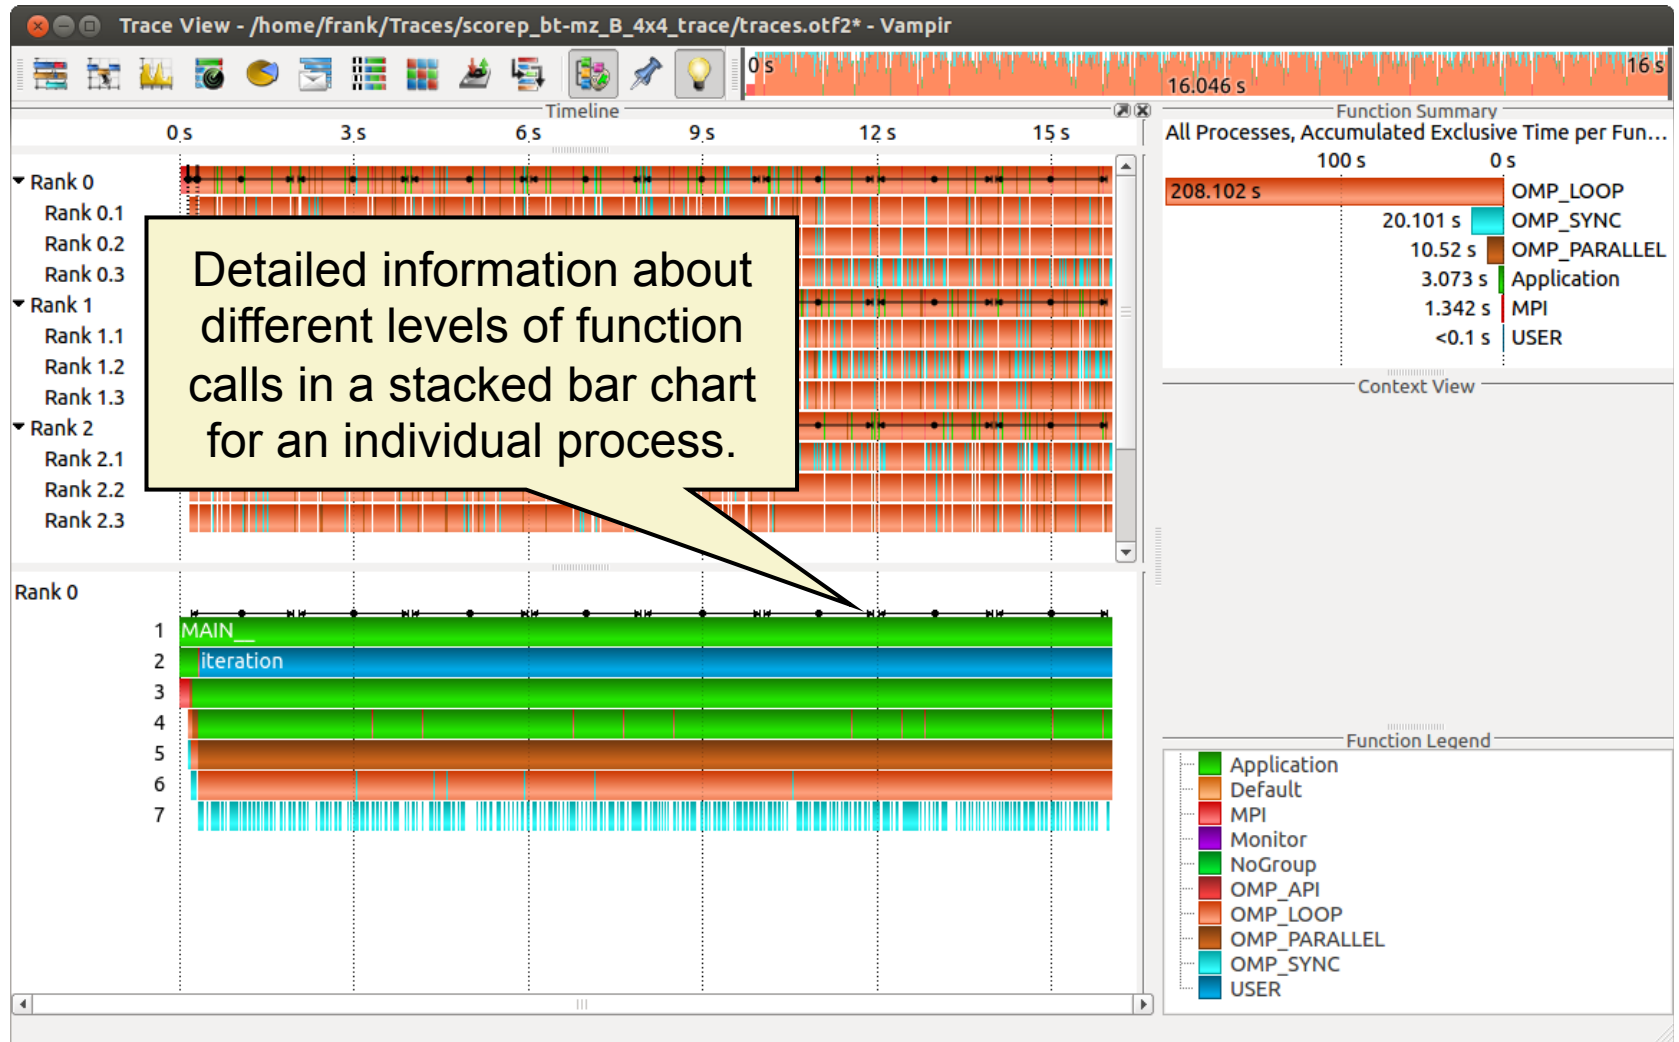 Trace View - /home/frank/Traces/scorep_bt-mz_B_4x4_trace/traces.otf2* - Vampir
0 s
16 s
16.046 s
Timeline
0 s 3 s 6 s 9 s 12 s 15 s
Rank 0
Rank 0.1
Rank 0.2
Rank 0.3
Rank 1
Rank 1.1
Rank 1.2
Rank 1.3
Rank 2
Rank 2.1
Rank 2.2
Rank 2.3
Detailed information about
different levels of function
calls in a stacked bar chart
for an individual process.
Rank 0
1 MAIN__
2 iteration
3
4
5
6
7
Function Summary
All Processes, Accumulated Exclusive Time per Fun...
100 s 0 s
208.102 s OMP_LOOP
20.101 s OMP_SYNC
10.52 s OMP_PARALLEL
3.073 s Application
1.342 s MPI
<0.1 s USER
Context View
Function Legend
Application
Default
MPI
Monitor
NoGroup
OMP_API
OMP_LOOP
OMP_PARALLEL
OMP_SYNC
USER